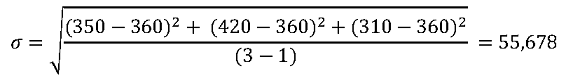 σ = √((350 − 360)² + (420 − 360)² + (310 − 360)² / (3 − 1)) = 55,678